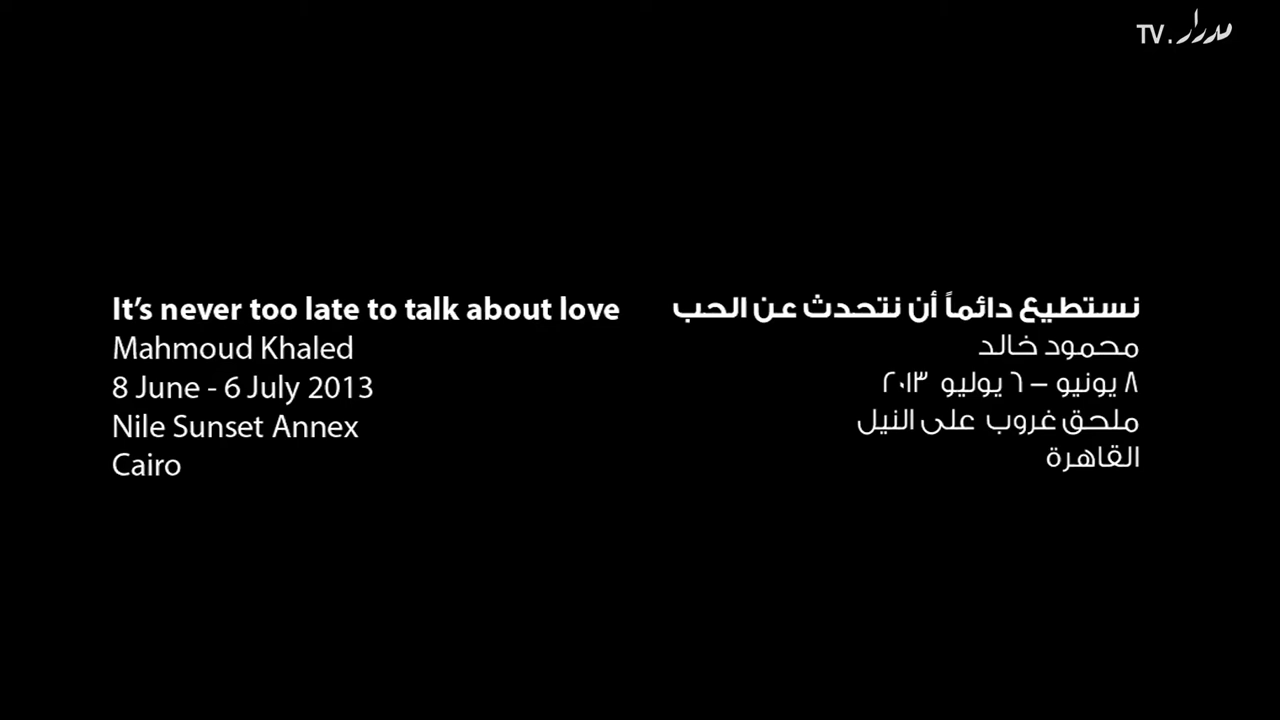 مدرار.TV
It's never too late to talk about love
Mahmoud Khaled
8 June - 6 July 2013
Nile Sunset Annex
Cairo
نستطيع دائماً أن نتحدث عن الحب
محمود خالد
٨ يونيو – ٦ يوليو ٢٠١٣
ملحق غروب على النيل
القاهرة